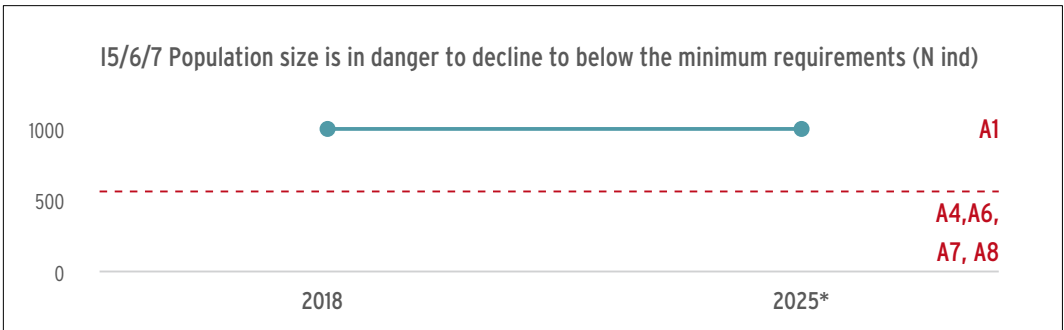 I5/6/7 Population size is in danger to decline to below the minimum requirements (N ind)
1000
A1
500
A4,A6,
A7, A8
0
2018
2025*